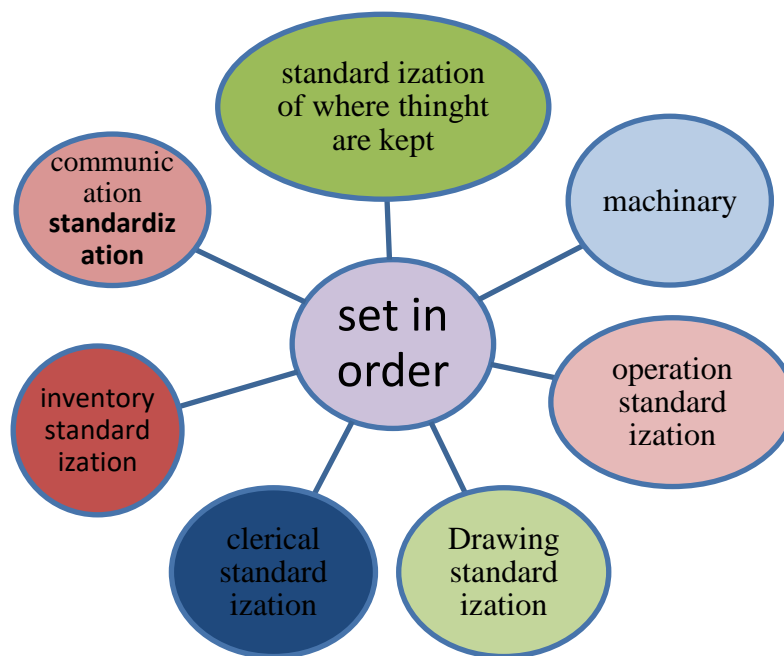 standard ization
of where thinght
are kept
communic
ation
standardiz
ation
machinary
set in
order
operation
standard
ization
inventory
standard
ization
clerical
standard
ization
Drawing
standard
ization